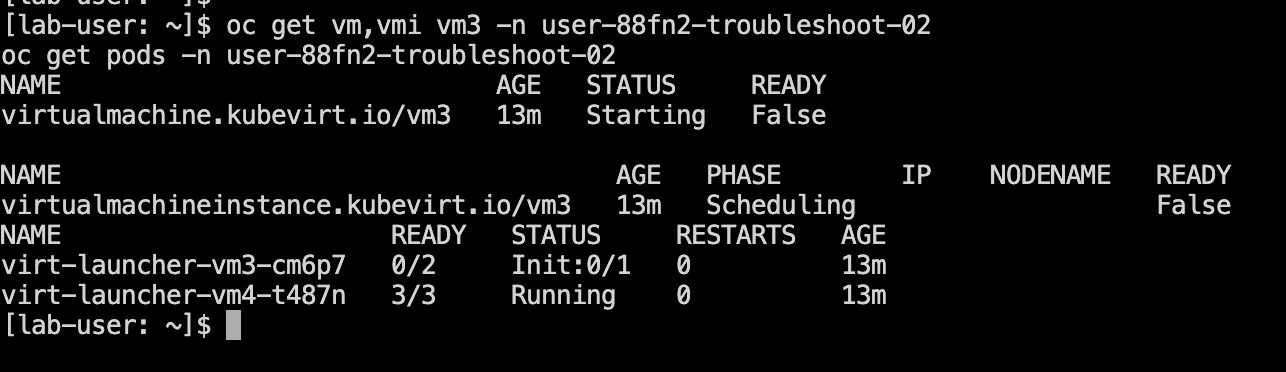 [lab-user: ~]$ oc get vm,vmi vm3 -n user-88fn2-troubleshoot-02
oc get pods -n user-88fn2-troubleshoot-02
NAME                             AGE   STATUS     READY
virtualmachine.kubevirt.io/vm3   13m   Starting   False

NAME                                     AGE   PHASE        IP    NODENAME   READY
virtualmachineinstance.kubevirt.io/vm3   13m   Scheduling                    False
NAME                      READY   STATUS     RESTARTS   AGE
virt-launcher-vm3-cm6p7   0/2     Init:0/1   0          13m
virt-launcher-vm4-t487n   3/3     Running    0          13m
[lab-user: ~]$